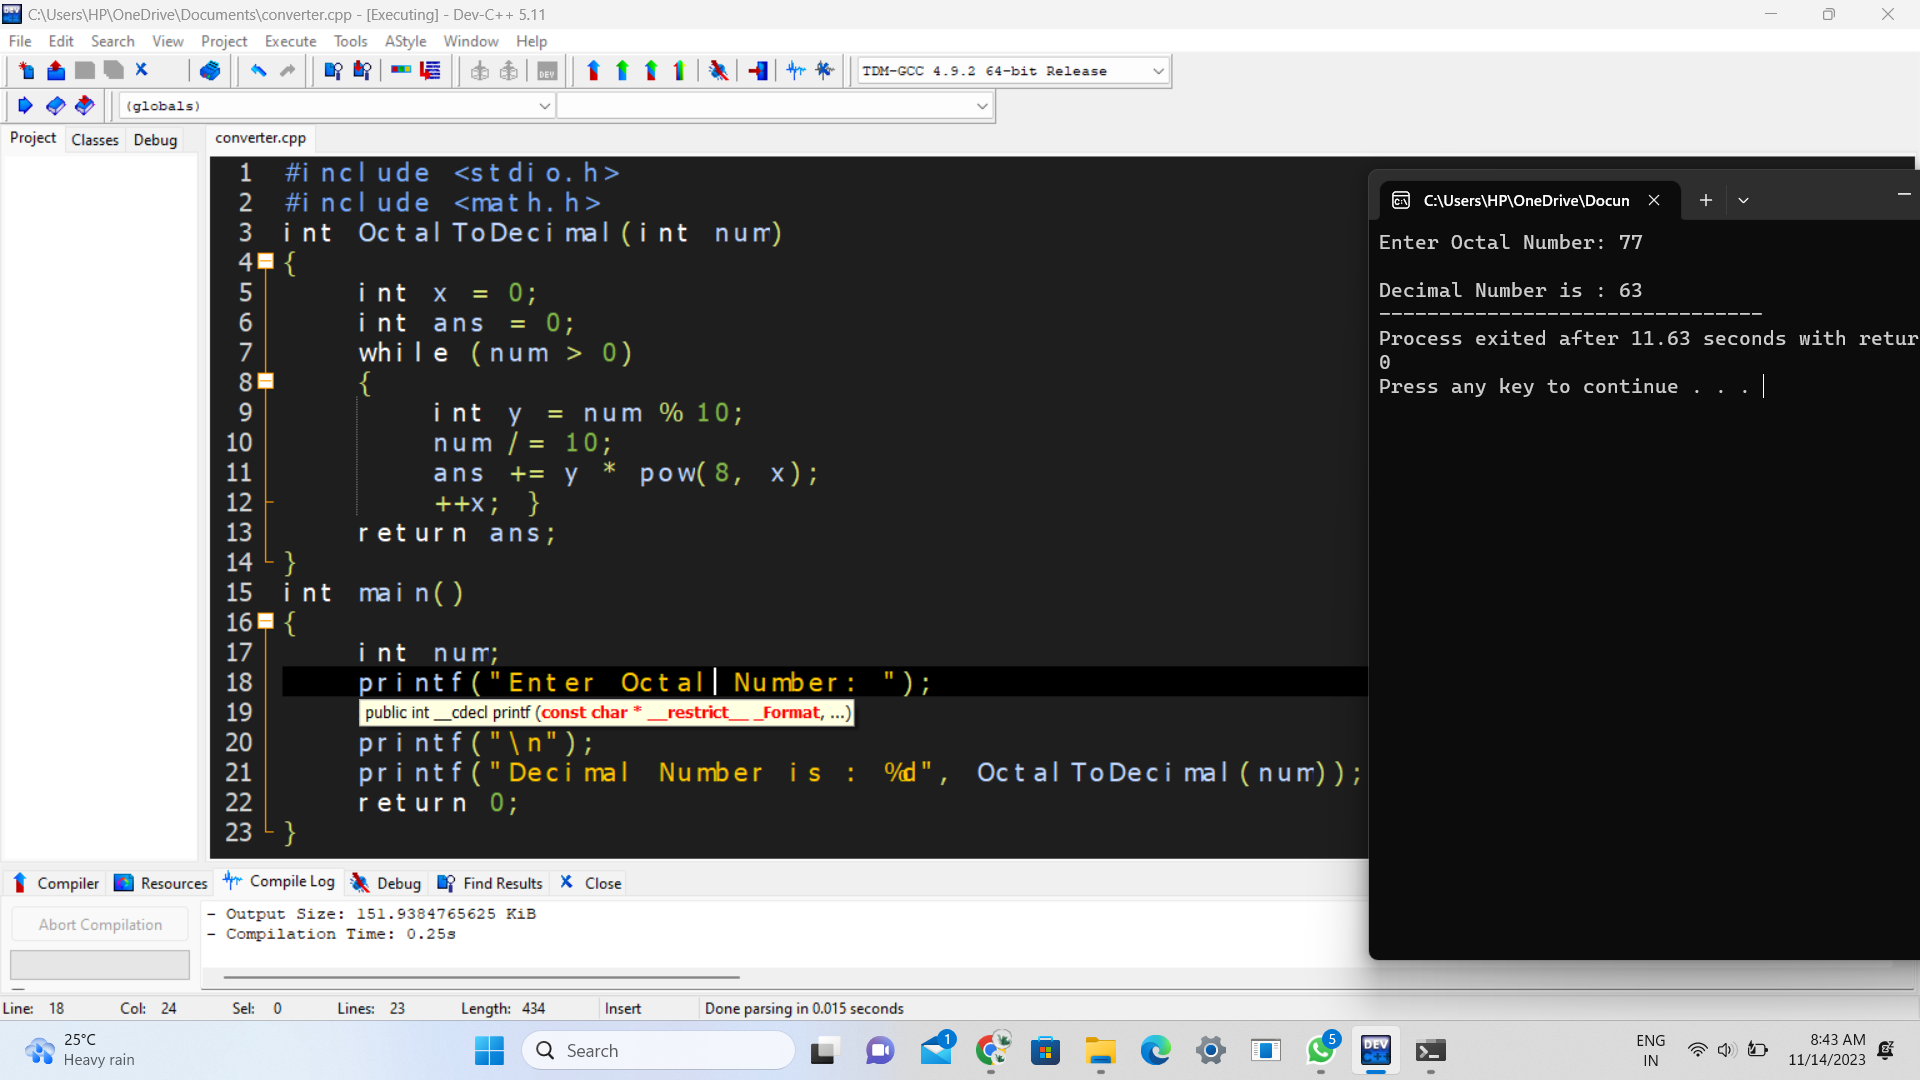 C:\Users\HP\OneDrive\Documents\converter.cpp - [Executing] - Dev-C++ 5.11
File Edit Search View Project Execute Tools AStyle Window Help
TDM-GCC 4.9.2 64-bit Release
(globals)
Project Classes Debug
converter.cpp
1 #include <stdio.h>
2 #include <math.h>
3 int OctalToDecimal(int num)
4 {
5 int x = 0;
6 int ans = 0;
7 while (num > 0)
8 {
9 int y = num % 10;
10 num /= 10;
11 ans += y * pow(8, x);
12 ++x; }
13 return ans;
14 }
15 int main()
16 {
17 int num;
18 printf("Enter Octal Number: ");
19
public int __cdecl printf (const char * __restrict__ _Format, ...)
20 printf("\n");
21 printf("Decimal Number is : %d", OctalToDecimal(num));
22 return 0;
23 }
C:\Users\HP\OneDrive\Docun
Enter Octal Number: 77
Decimal Number is : 63
--------------------------------
Process exited after 11.63 seconds with retur
0
Press any key to continue . . .
Compiler Resources Compile Log Debug Find Results Close
Abort Compilation
- Output Size: 151.9384765625 KiB
- Compilation Time: 0.25s
Line: 18 Col: 24 Sel: 0 Lines: 23 Length: 434 Insert Done parsing in 0.015 seconds
25°C
Heavy rain
Search
1
5
DEV
C++
ENG
IN
8:43 AM
11/14/2023